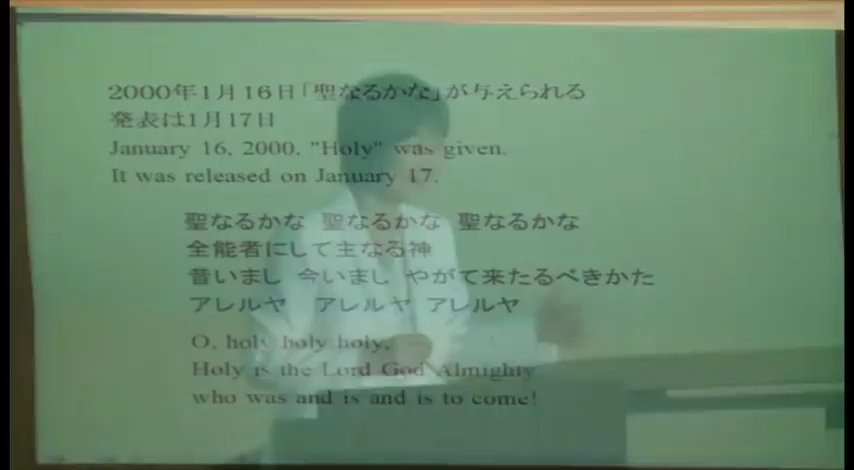 2000年1月16日「聖なるかな」が与えられる
発表は1月17日
January 16, 2000, "Holy" was given.
It was released on January 17.
聖なるかな 聖なるかな 聖なるかな
全能者にして主なる神
昔いまし 今いまし やがて来たるべきかた
アレルヤ アレルヤ アレルヤ
O, holy holy holy,
Holy is the Lord God Almighty
who was and is and is to come!